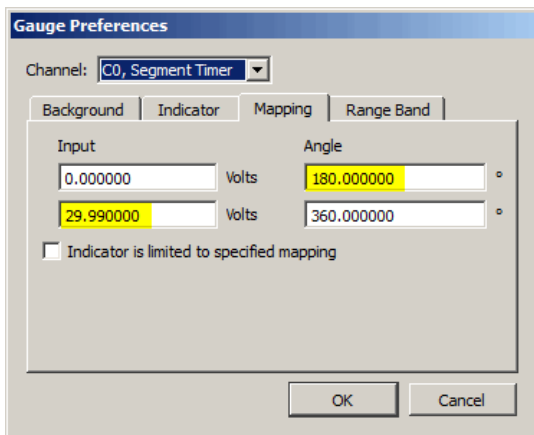 Gauge Preferences
Channel: C0, Segment Timer
Background Indicator Mapping Range Band
Input Angle
0.000000 Volts 180.000000 °
29.990000 Volts 360.000000 °
Indicator is limited to specified mapping
OK Cancel